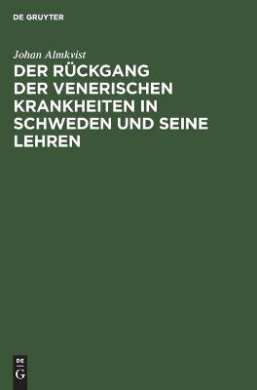 DE GRUYTER
Johan Almkvist
DER RÜCKGANG
DER VENERISCHEN
KRANKHEITEN IN
SCHWEDEN UND SEINE
LEHREN
DE
G